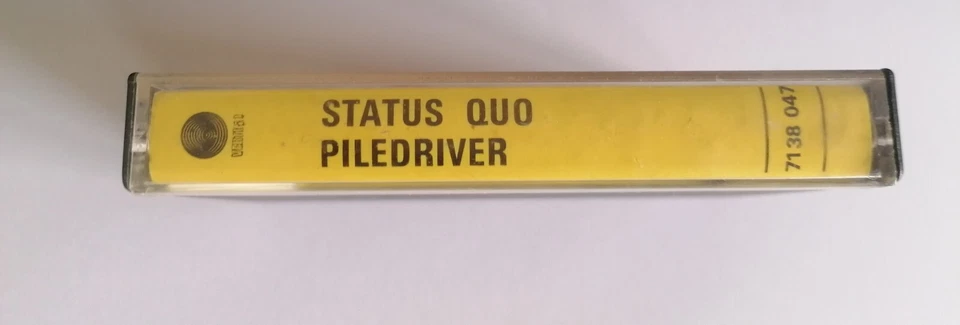 STATUS QUO
PILEDRIVER
7138 047